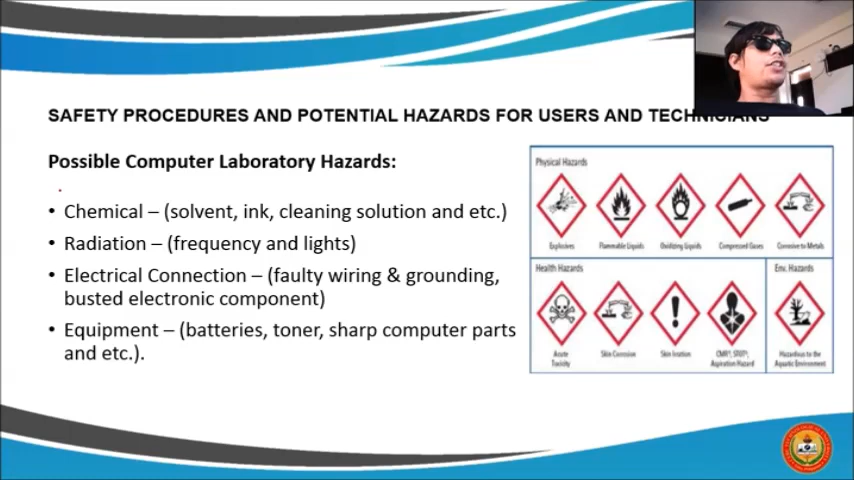 SAFETY PROCEDURES AND POTENTIAL HAZARDS FOR USERS AND TECHNICIANS
Possible Computer Laboratory Hazards:
• Chemical – (solvent, ink, cleaning solution and etc.)
• Radiation – (frequency and lights)
• Electrical Connection – (faulty wiring & grounding,
busted electronic component)
• Equipment – (batteries, toner, sharp computer parts
and etc.).
Physical Hazards
Explosives Flammable Liquids Oxidizing Liquids Compressed Gases Corrosive to Metals
Health Hazards
Env. Hazards
Acute
Toxicity
Skin Corrosion
Skin Irritation
Aspiration Hazard
Hazardous to the
Aquatic Environment